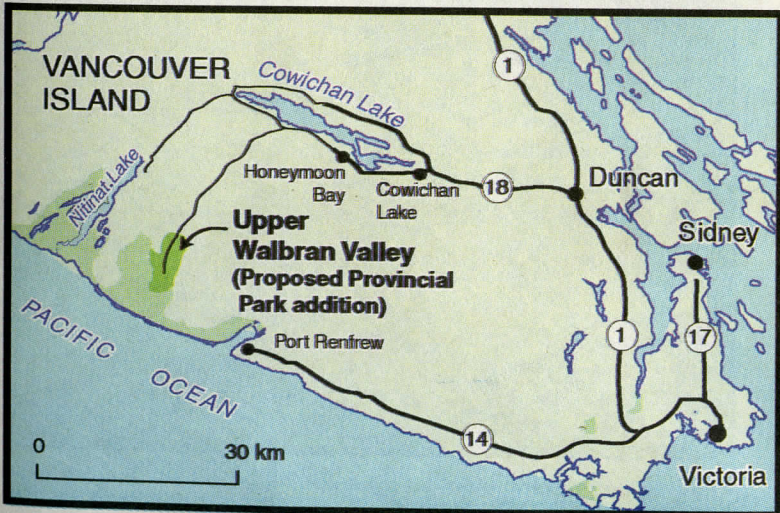 1
VANCOUVER
ISLAND
Cowichan Lake
Nitinat Lake
Honeymoon
Bay
Cowichan
Lake
18
Duncan
Upper
Walbran Valley
(Proposed Provincial
Park addition)
Sidney
PACIFIC
OCEAN
Port Renfrew
1
17
14
0
30 km
Victoria